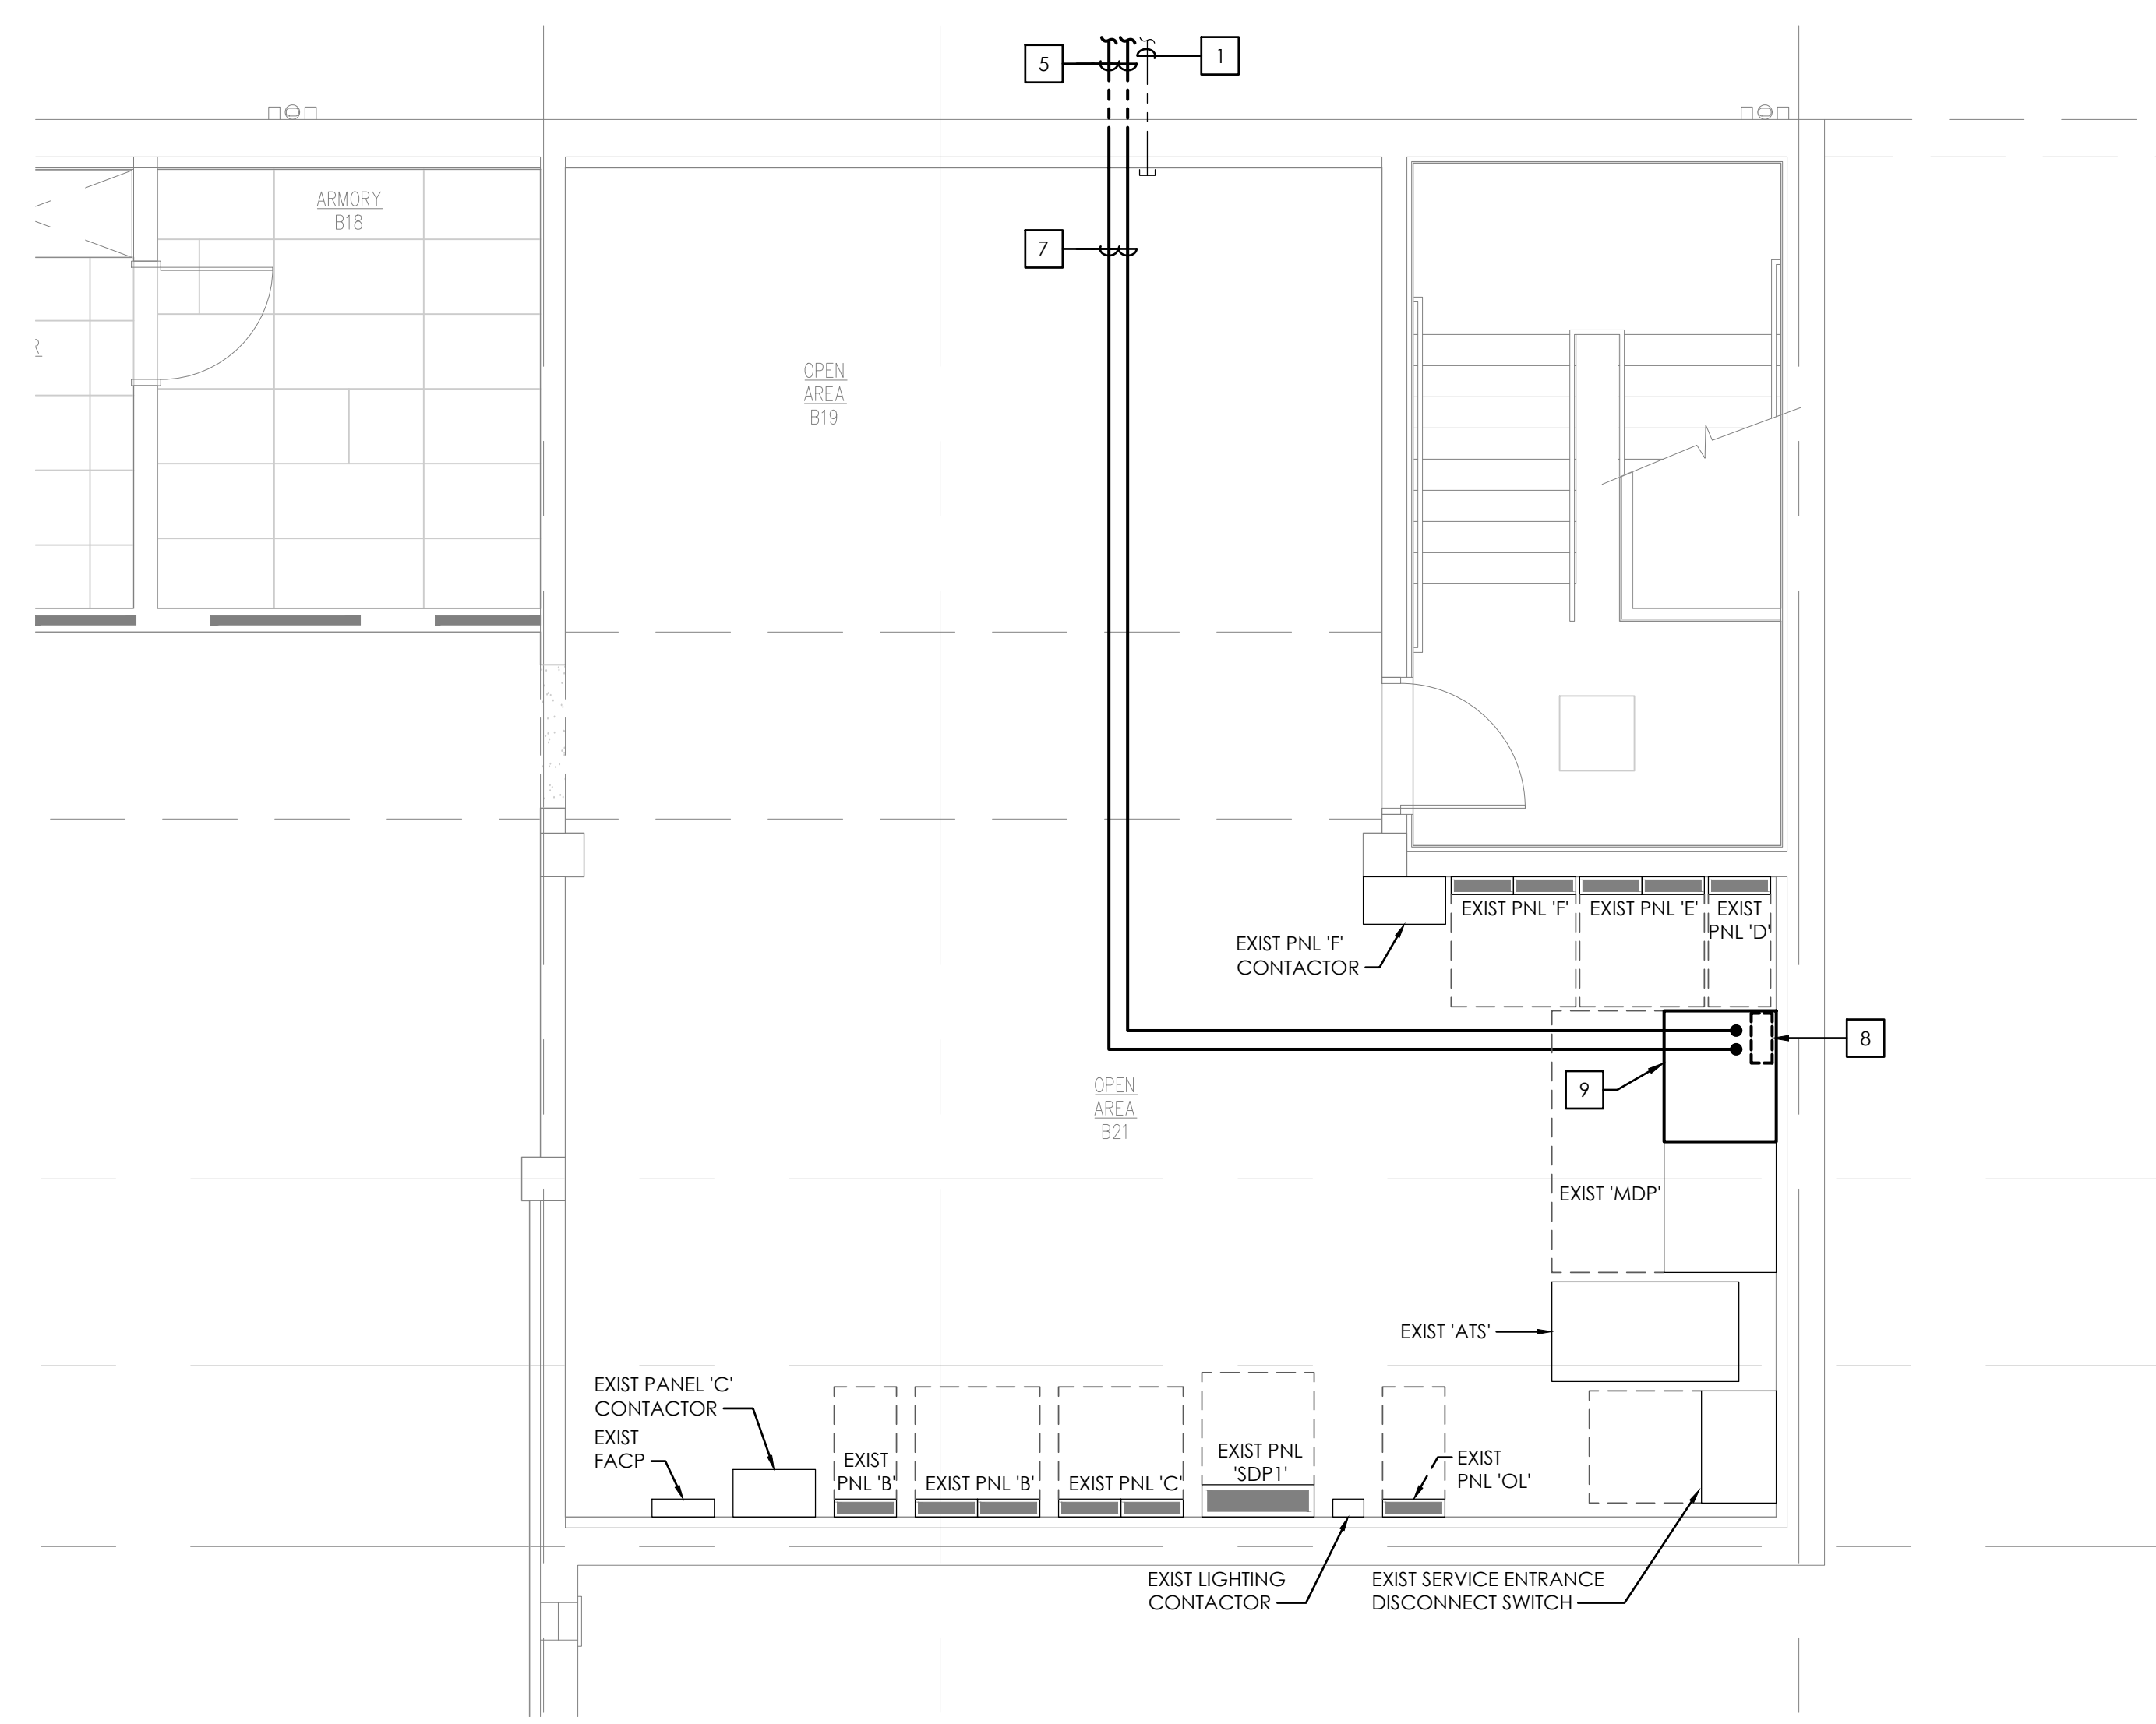 5
1
ARMORY
B18
7
R
OPEN
AREA
B19
EXIST PNL 'F'
EXIST PNL 'E'
EXIST
PNL 'D'
EXIST PNL 'F'
CONTACTOR
8
9
OPEN
AREA
B21
EXIST 'MDP'
EXIST 'ATS'
EXIST PANEL 'C'
CONTACTOR
EXIST
FACP
EXIST
PNL 'B'
EXIST PNL 'B'
EXIST PNL 'C'
EXIST PNL
'SDP1'
EXIST
PNL 'OL'
EXIST LIGHTING
CONTACTOR
EXIST SERVICE ENTRANCE
DISCONNECT SWITCH